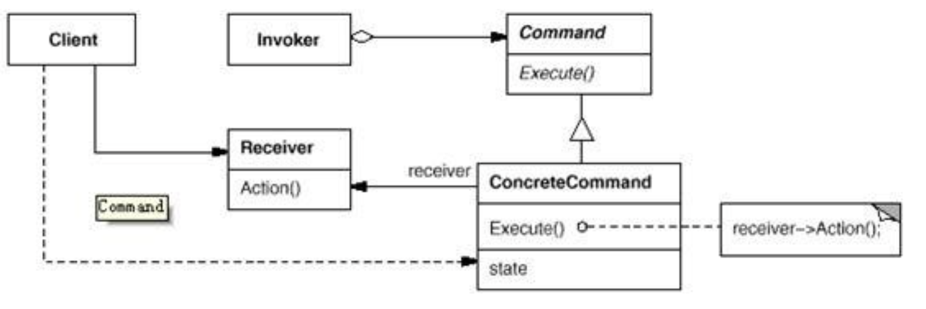 Client
Invoker
Command
Execute()
Receiver
Action()
receiver
ConcreteCommand
Execute()
state
receiver->Action();
Command